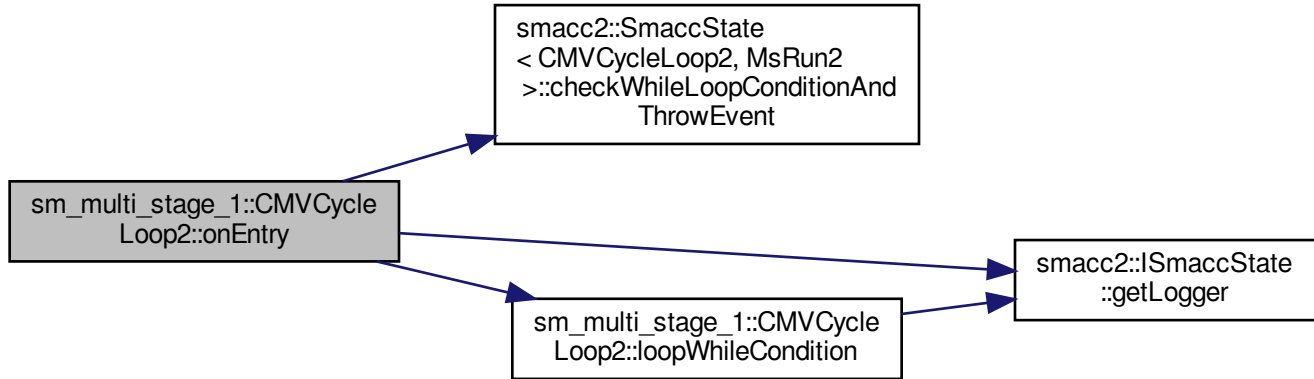 smacc2::SmaccState
< CMVCycleLoop2, MsRun2
>::checkWhileLoopConditionAnd
ThrowEvent
sm_multi_stage_1::CMVCycle
Loop2::onEntry
smacc2::ISmaccState
::getLogger
sm_multi_stage_1::CMVCycle
Loop2::loopWhileCondition